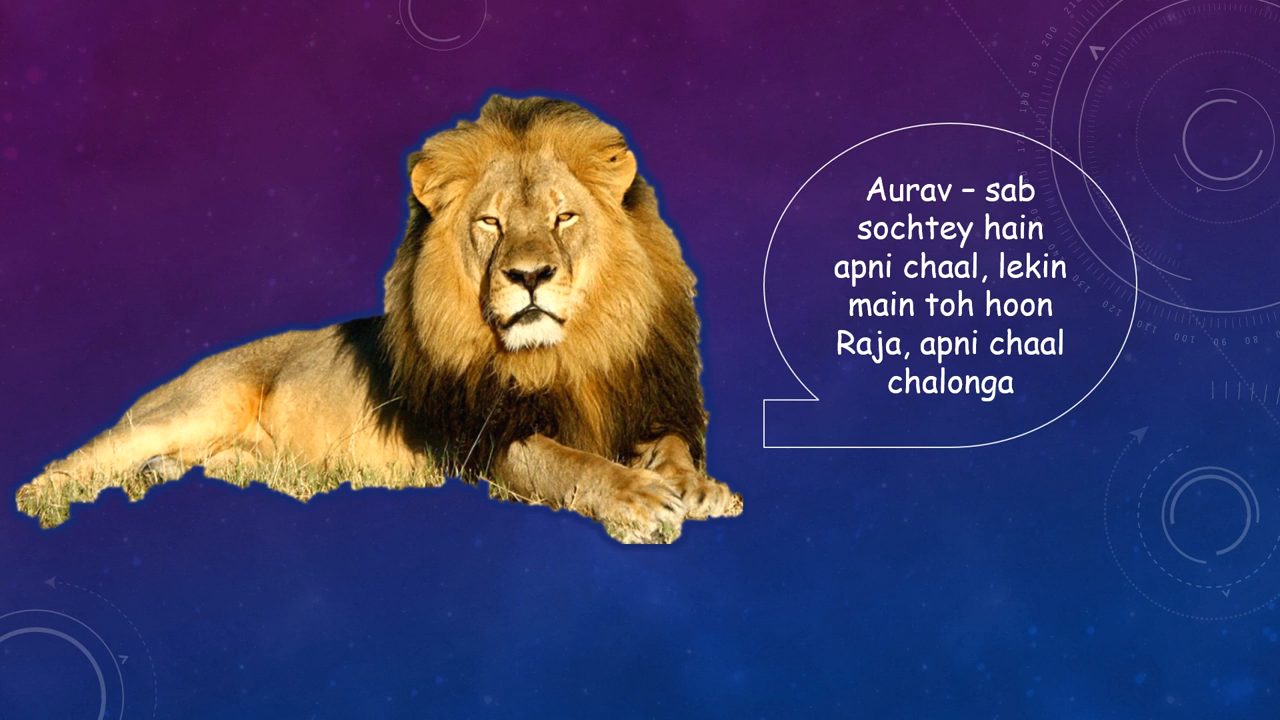 Aurav – sab
sochtey hain
apni chaal, lekin
main toh hoon
Raja, apni chaal
chalonga